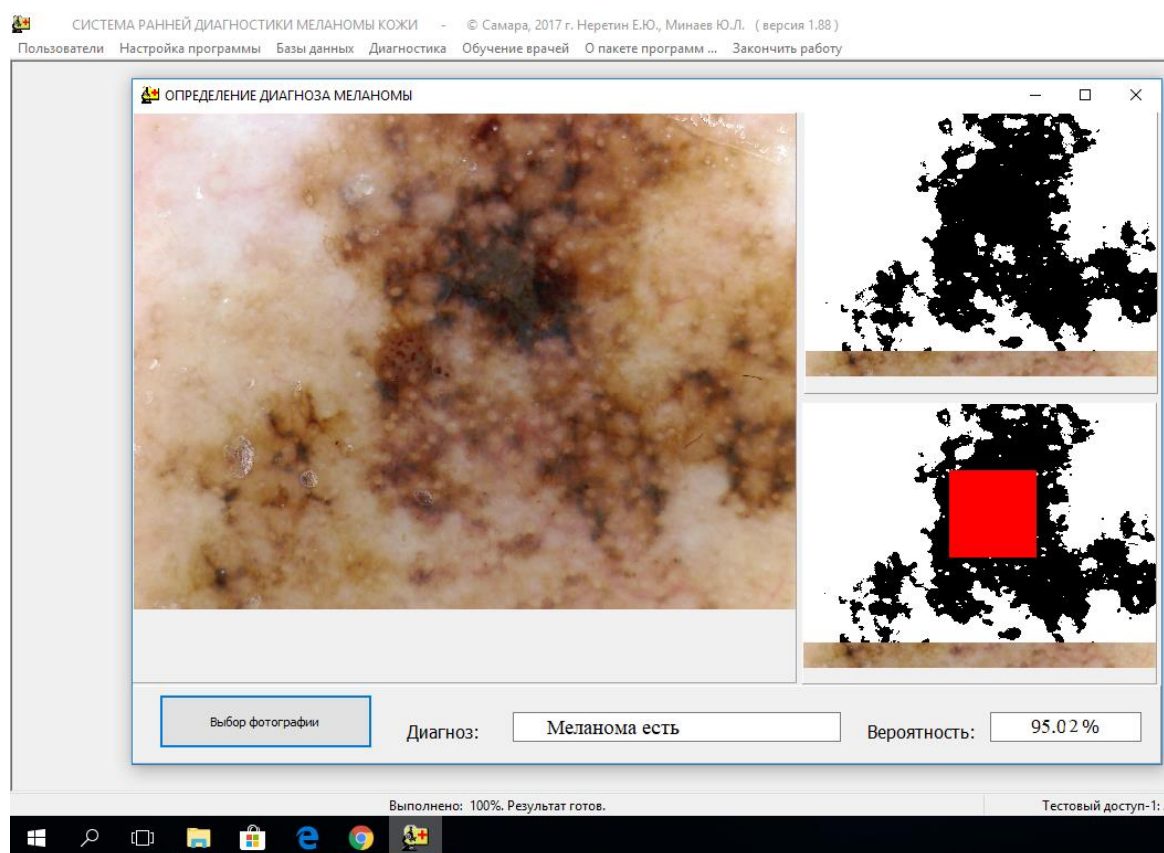 СИСТЕМА РАННЕЙ ДИАГНОСТИКИ МЕЛАНОМЫ КОЖИ - © Самара, 2017 г. Неретин Е.Ю., Минаев Ю.Л. ( версия 1.88 )
Пользователи Настройка программы Базы данных Диагностика Обучение врачей О пакете программ ... Закончить работу
ОПРЕДЕЛЕНИЕ ДИАГНОЗА МЕЛАНОМЫ
Выбор фотографии Диагноз: Меланома есть Вероятность: 95.02 %
Выполнено: 100%. Результат готов. Тестовый доступ-1: